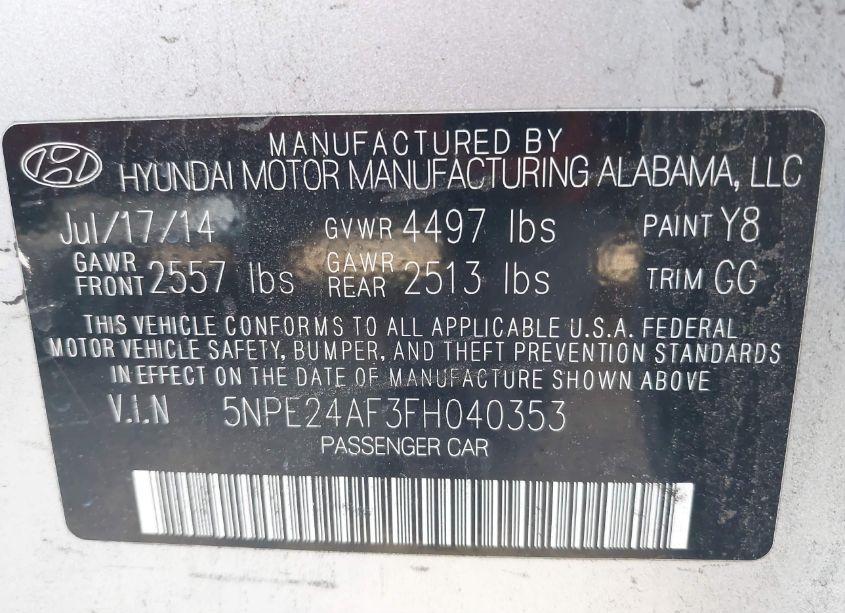 MANUFACTURED BY
HYUNDAI MOTOR MANUFACTURING ALABAMA, LLC
Jul/17/14 GVWR 4497 lbs PAINT Y8
GAWR FRONT 2557 lbs GAWR REAR 2513 lbs TRIM GG
THIS VEHICLE CONFORMS TO ALL APPLICABLE U.S.A. FEDERAL
MOTOR VEHICLE SAFETY, BUMPER, AND THEFT PREVENTION STANDARDS
IN EFFECT ON THE DATE OF MANUFACTURE SHOWN ABOVE
V.I.N 5NPE24AF3FH040353
PASSENGER CAR